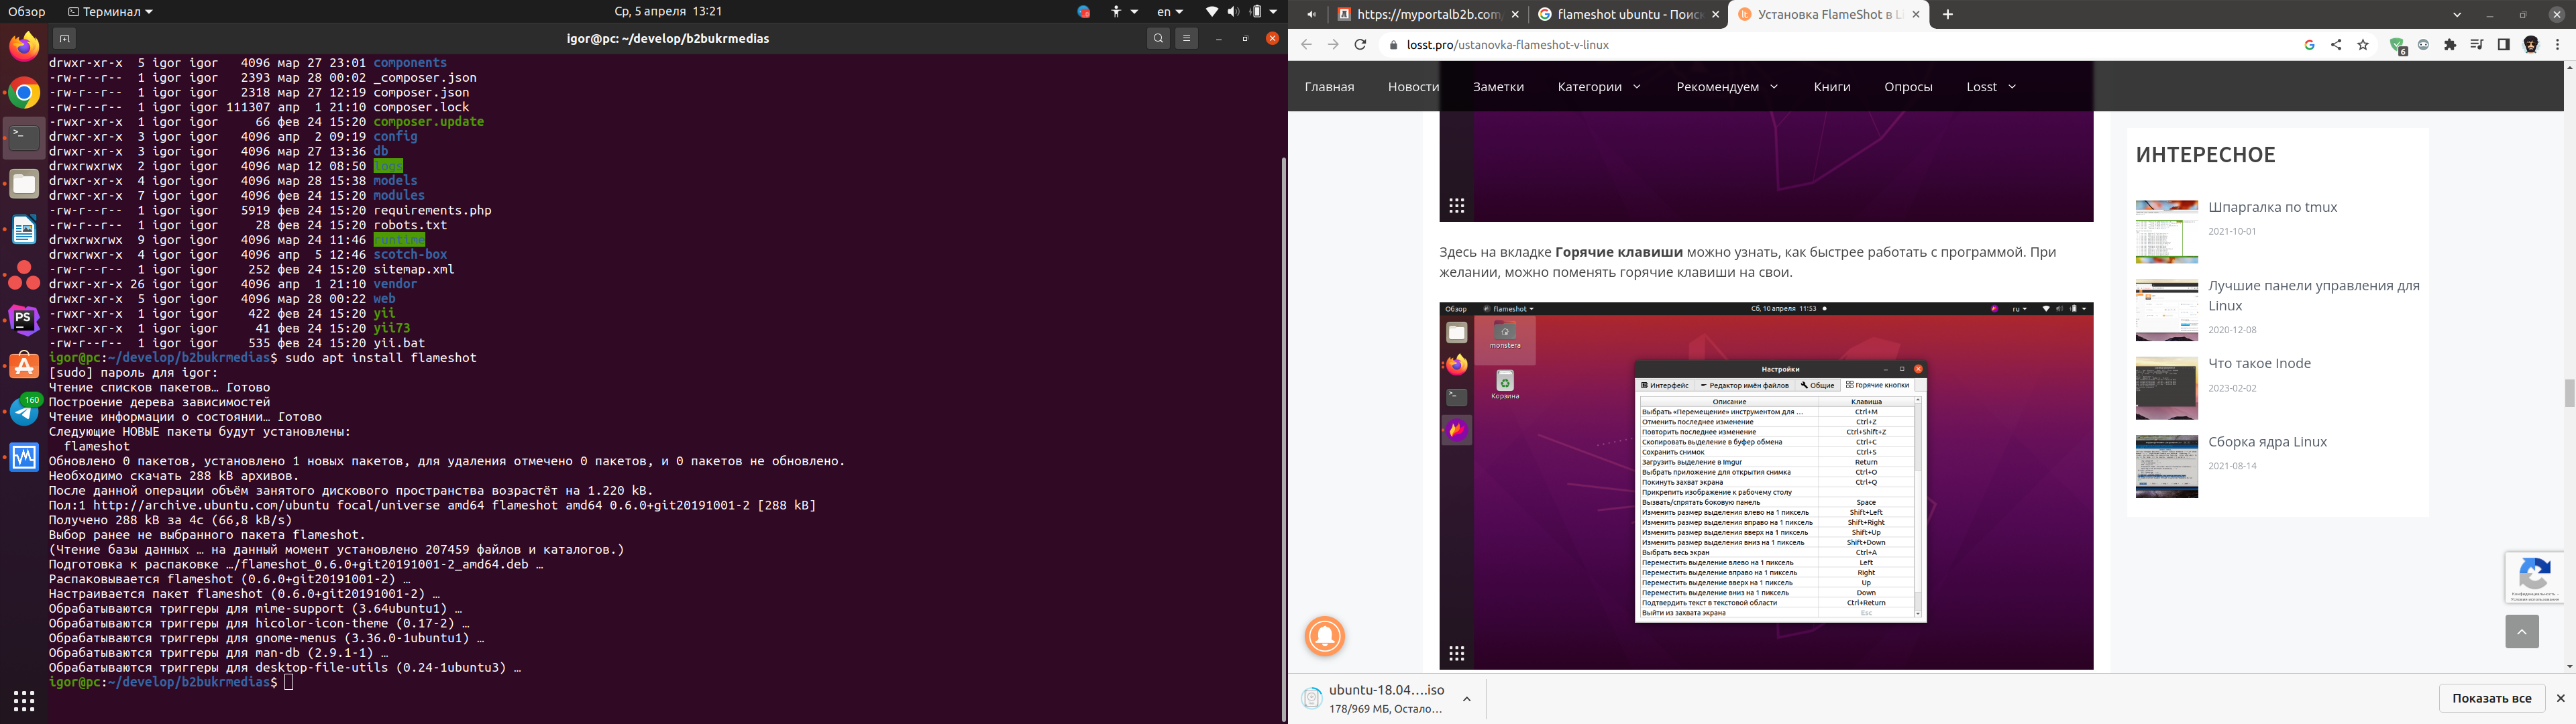 Обзор
Терминал
Ср, 5 апреля 13:21
en
igor@pc: ~/develop/b2bukrmedias
drwxr-xr-x 5 igor igor 4096 мар 27 23:01 components
-rw-r--r-- 1 igor igor 2393 мар 28 00:02 _composer.json
-rw-r--r-- 1 igor igor 2318 мар 27 12:19 composer.json
-rw-r--r-- 1 igor igor 111307 апр 1 21:10 composer.lock
-rwxr-xr-x 1 igor igor 66 фев 24 15:20 composer.update
drwxr-xr-x 3 igor igor 4096 апр 2 09:19 config
drwxr-xr-x 3 igor igor 4096 мар 27 13:36 db
drwxrwxrwx 2 igor igor 4096 мар 12 08:50 logs
drwxr-xr-x 4 igor igor 4096 мар 28 15:38 models
drwxr-xr-x 7 igor igor 4096 фев 24 15:20 modules
-rw-r--r-- 1 igor igor 5919 фев 24 15:20 requirements.php
-rw-r--r-- 1 igor igor 28 фев 24 15:20 robots.txt
drwxrwxrwx 9 igor igor 4096 мар 24 11:46 runtime
drwxrwxr-x 4 igor igor 4096 апр 5 12:46 scotch-box
-rw-r--r-- 1 igor igor 252 фев 24 15:20 sitemap.xml
drwxr-xr-x 26 igor igor 4096 апр 1 21:10 vendor
drwxr-xr-x 5 igor igor 4096 мар 28 00:22 web
-rwxr-xr-x 1 igor igor 422 фев 24 15:20 yii
-rwxr-xr-x 1 igor igor 41 фев 24 15:20 yii73
-rwxr-xr-x 1 igor igor 535 фев 24 15:20 yii.bat
igor@pc:~/develop/b2bukrmedias$ sudo apt install flameshot
[sudo] пароль для igor:
Чтение списков пакетов… Готово
Построение дерева зависимостей
Чтение информации о состоянии… Готово
Следующие НОВЫЕ пакеты будут установлены:
flameshot
Обновлено 0 пакетов, установлено 1 новых пакетов, для удаления отмечено 0 пакетов, и 0 пакетов не обновлено.
Необходимо скачать 288 kB архивов.
После данной операции объём занятого дискового пространства возрастёт на 1.220 kB.
Пол:1 http://archive.ubuntu.com/ubuntu focal/universe amd64 flameshot amd64 0.6.0+git20191001-2 [288 kB]
Получено 288 kB за 4с (66,8 kB/s)
Выбор ранее не выбранного пакета flameshot.
(Чтение базы данных … на данный момент установлено 207459 файлов и каталогов.)
Подготовка к распаковке …/flameshot_0.6.0+git20191001-2_amd64.deb …
Распаковывается flameshot (0.6.0+git20191001-2) …
Настраивается пакет flameshot (0.6.0+git20191001-2) …
Обрабатываются триггеры для mime-support (3.64ubuntu1) …
Обрабатываются триггеры для hicolor-icon-theme (0.17-2) …
Обрабатываются триггеры для gnome-menus (3.36.0-1ubuntu1) …
Обрабатываются триггеры для man-db (2.9.1-1) …
Обрабатываются триггеры для desktop-file-utils (0.24-1ubuntu3) …
igor@pc:~/develop/b2bukrmedias$
PS
160
https://myportalb2b.com
flameshot ubuntu - Поис
Установка FlameShot в Li
losst.pro/ustanovka-flameshot-v-linux
6
Главная
Новости
Заметки
Категории
Рекомендуем
Книги
Опросы
Losst
Здесь на вкладке Горячие клавиши можно узнать, как быстрее работать с программой. При
желании, можно поменять горячие клавиши на свои.
Обзор
flameshot
Сб, 10 апреля 11:53
ru
monstera
Корзина
Настройки
Интерфейс
Редактор имён файлов
Общие
Горячие кнопки
Описание Клавиша
Выбрать «Перемещение» инструментом для … Ctrl+M
Отменить последнее изменение Ctrl+Z
Повторить последнее изменение Ctrl+Shift+Z
Скопировать выделение в буфер обмена Ctrl+C
Сохранить снимок Ctrl+S
Загрузить выделение в Imgur Return
Выбрать приложение для открытия снимка Ctrl+O
Покинуть захват экрана Ctrl+Q
Прикрепить изображение к рабочему столу
Вызвать/спрятать боковую панель Space
Изменить размер выделения влево на 1 пиксель Shift+Left
Изменить размер выделения вправо на 1 пиксель Shift+Right
Изменить размер выделения вверх на 1 пиксель Shift+Up
Изменить размер выделения вниз на 1 пиксель Shift+Down
Выбрать весь экран Ctrl+A
Переместить выделение влево на 1 пиксель Left
Переместить выделение вправо на 1 пиксель Right
Переместить выделение вверх на 1 пиксель Up
Переместить выделение вниз на 1 пиксель Down
Подтвердить текст в текстовой области Ctrl+Return
Выйти из захвата экрана Esc
ИНТЕРЕСНОЕ
Шпаргалка по tmux
2021-10-01
Лучшие панели управления для
Linux
2020-12-08
Что такое Inode
2023-02-02
Сборка ядра Linux
2021-08-14
ubuntu-18.04….iso
178/969 МБ, Остало…
Показать все